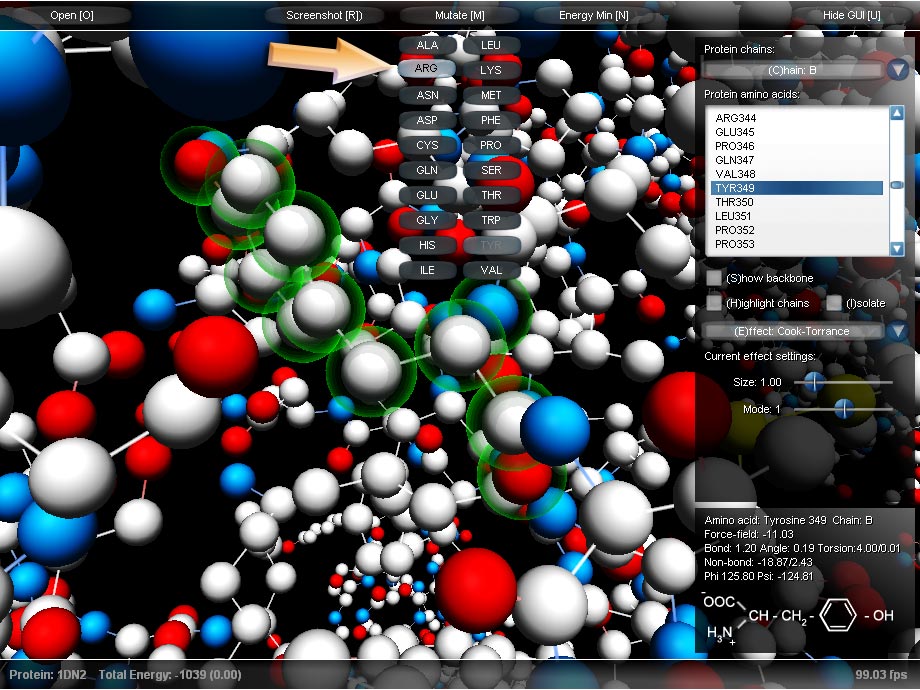 Open [O] Screenshot [R]) Mutate [M] Energy Min [N] Hide GUI [U]
ALA LEU
ARG LYS
ASN MET
ASP PHE
CYS PRO
GLN SER
GLU THR
GLY TRP
HIS TYR
ILE VAL
Protein chains:
(C)hain: B
Protein amino acids:
ARG344
GLU345
PRO346
GLN347
VAL348
TYR349
THR350
LEU351
PRO352
PRO353
(S)how backbone
(H)ighlight chains (I)solate
(E)ffect: Cook-Torrance
Current effect settings:
Size: 1.00
Mode: 1
Amino acid: Tyrosine 349 Chain: B
Force-field: -11.03
Bond: 1.20 Angle: 0.19 Torsion:4.00/0.01
Non-bond: -18.87/2.43
Phi 125.80 Psi: -124.81
-OOC
CH - CH2 - - OH
H3N+
Protein: 1DN2 Total Energy: -1039 (0.00) 99.03 fps